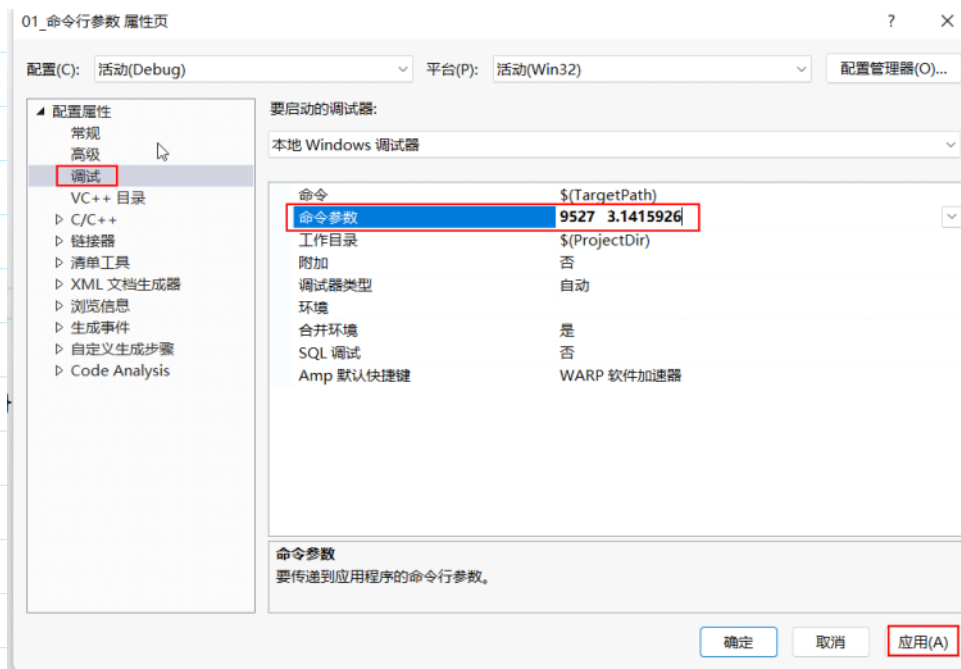 01_命令行参数 属性页
配置(C): 活动(Debug) 平台(P): 活动(Win32) 配置管理器(O)...
配置属性
常规
高级
调试
VC++ 目录
C/C++
链接器
清单工具
XML 文档生成器
浏览信息
生成事件
自定义生成步骤
Code Analysis
要启动的调试器:
本地 Windows 调试器
命令 $(TargetPath)
命令参数 9527 3.1415926
工作目录 $(ProjectDir)
附加 否
调试器类型 自动
环境
合并环境 是
SQL 调试 否
Amp 默认快捷键 WARP 软件加速器
命令参数
要传递到应用程序的命令行参数。
确定 取消 应用(A)